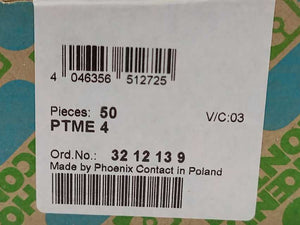 4 046356 512725
Pieces: 50 V/C:03
PTME 4
Ord.No.: 32 12 13 9
Made by Phoenix Contact in Poland